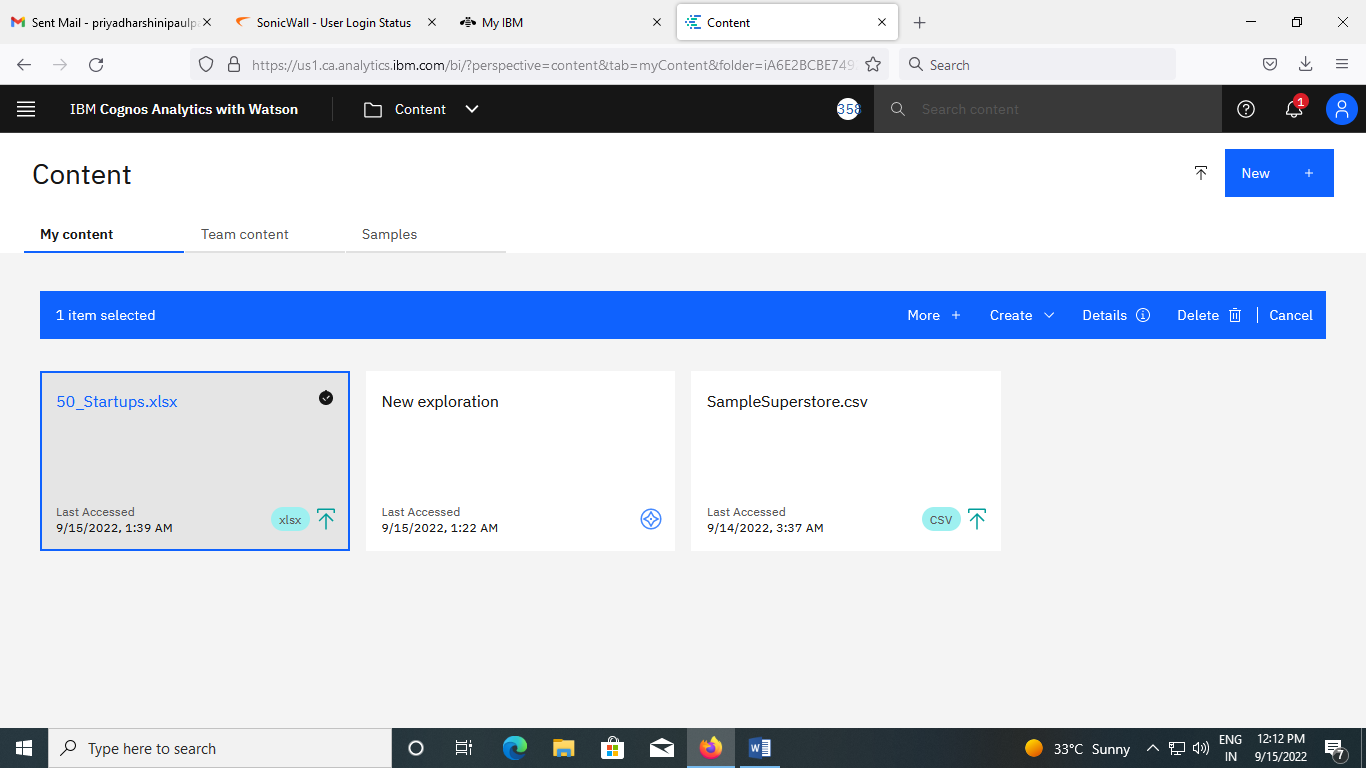 Sent Mail - priyadharshinipaulpa
SonicWall - User Login Status
My IBM
Content
https://us1.ca.analytics.ibm.com/bi/?perspective=content&tab=myContent&folder=iA6E2BCBE749
Search
IBM Cognos Analytics with Watson
Content
358
Search content
1
Content
New +
My content
Team content
Samples
1 item selected
More +
Create
Details
Delete
Cancel
50_Startups.xlsx
Last Accessed
9/15/2022, 1:39 AM
xlsx
New exploration
Last Accessed
9/15/2022, 1:22 AM
SampleSuperstore.csv
Last Accessed
9/14/2022, 3:37 AM
CSV
Type here to search
33°C Sunny
ENG
IN
12:12 PM
9/15/2022
7